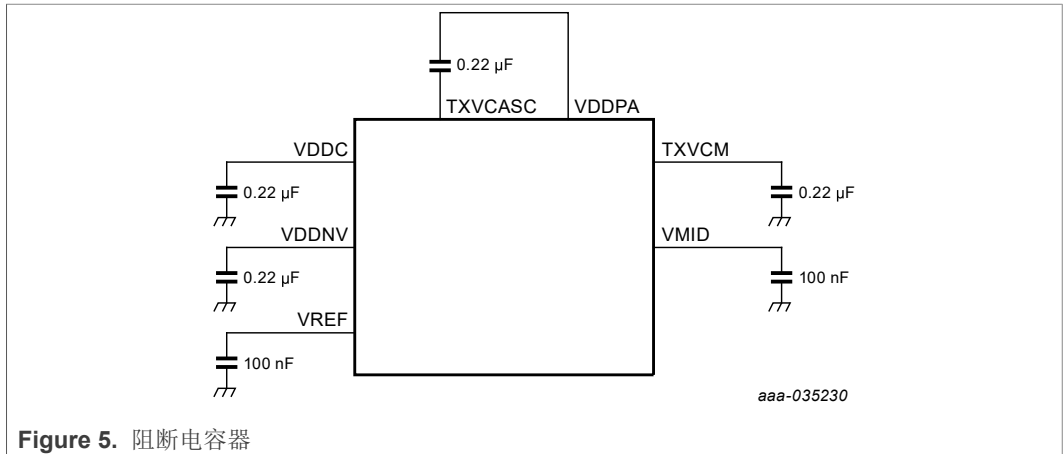 0.22 µF
TXVCASC VDDPA
VDDC TXVCM
0.22 µF 0.22 µF
VDDNV VMID
0.22 µF 100 nF
VREF
100 nF
aaa-035230
Figure 5. 阻断电容器